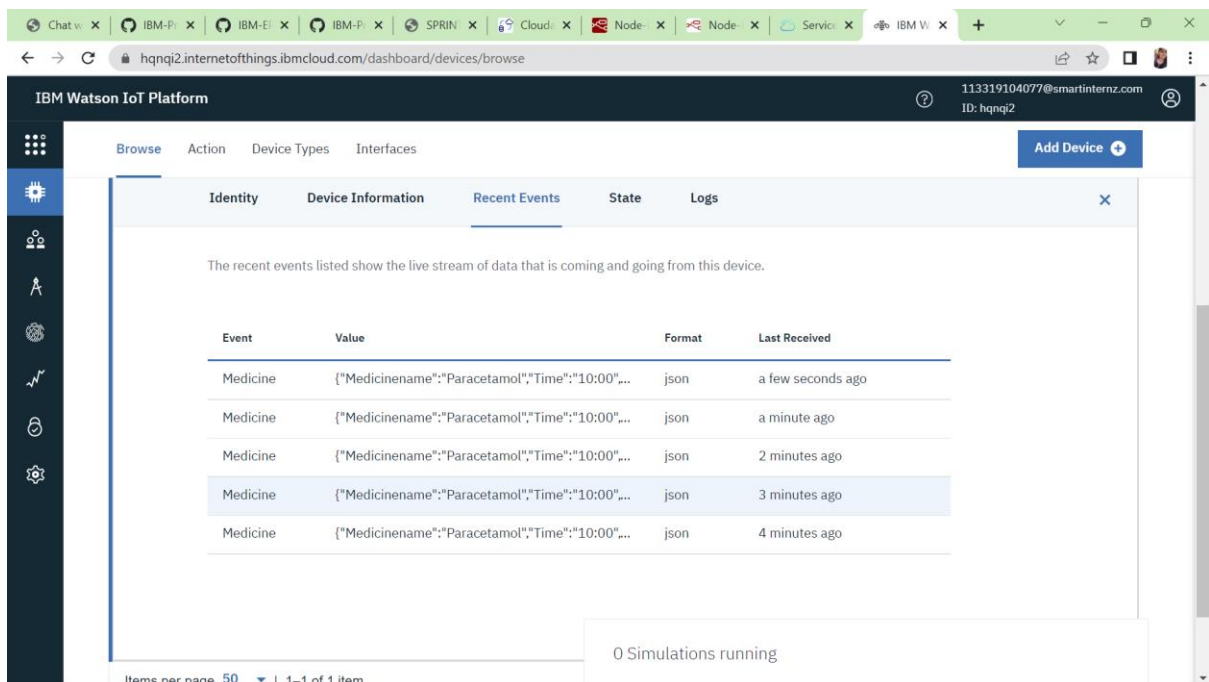 Chat w IBM-Pr IBM-EP IBM-Pr SPRIN Clouda Node- Node- Service IBM W
hqnqi2.internetofthings.ibmcloud.com/dashboard/devices/browse
IBM Watson IoT Platform
113319104077@smartinternz.com
ID: hqnqi2
Browse Action Device Types Interfaces Add Device
Identity Device Information Recent Events State Logs
The recent events listed show the live stream of data that is coming and going from this device.
Event Value Format Last Received
Medicine {"Medicinename":"Paracetamol","Time":"10:00",... json a few seconds ago
Medicine {"Medicinename":"Paracetamol","Time":"10:00",... json a minute ago
Medicine {"Medicinename":"Paracetamol","Time":"10:00",... json 2 minutes ago
Medicine {"Medicinename":"Paracetamol","Time":"10:00",... json 3 minutes ago
Medicine {"Medicinename":"Paracetamol","Time":"10:00",... json 4 minutes ago
0 Simulations running
Items per page 50 | 1–1 of 1 item